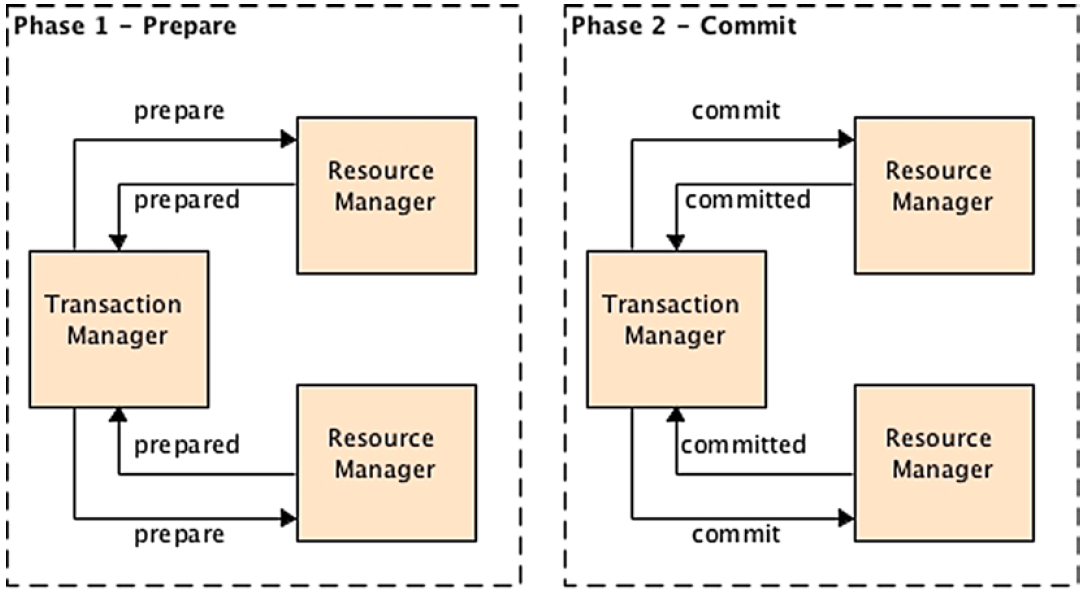 Phase 1 – Prepare
prepare
Resource
Manager
prepared
Transaction
Manager
prepared
Resource
Manager
prepare
Phase 2 – Commit
commit
Resource
Manager
committed
Transaction
Manager
committed
Resource
Manager
commit